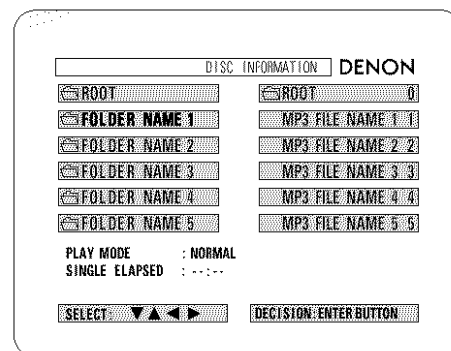 DISC INFORMATION DENON
ROOT ROOT 0
FOLDER NAME 1 MP3 FILE NAME 1 1
FOLDER NAME 2 MP3 FILE NAME 2 2
FOLDER NAME 3 MP3 FILE NAME 3 3
FOLDER NAME 4 MP3 FILE NAME 4 4
FOLDER NAME 5 MP3 FILE NAME 5 5
PLAY MODE : NORMAL
SINGLE ELAPSED : --:--
SELECT: ▼▲◀▶ DECISION:ENTER BUTTON